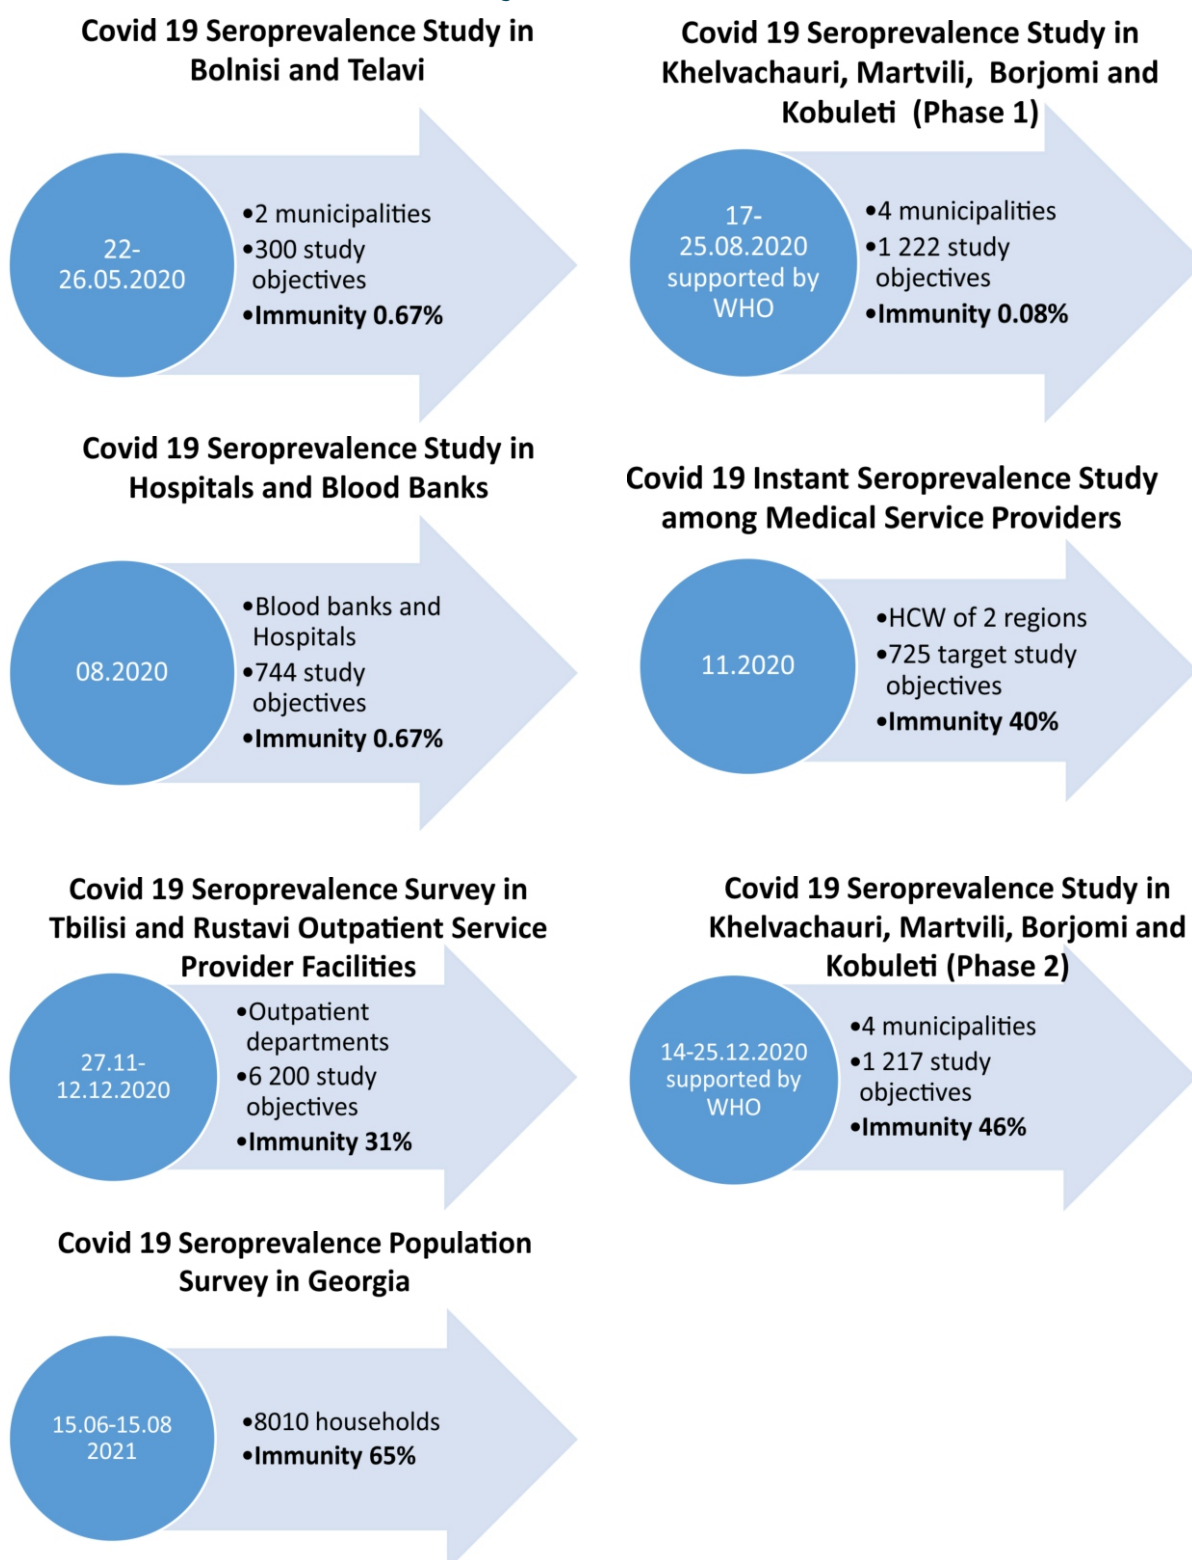 Covid 19 Seroprevalence Study in
Bolnisi and Telavi
22-
26.05.2020
•2 municipalities
•300 study
objectives
•Immunity 0.67%
Covid 19 Seroprevalence Study in
Khelvachauri, Martvili, Borjomi and
Kobuleti (Phase 1)
17-
25.08.2020
supported by
WHO
•4 municipalities
•1 222 study
objectives
•Immunity 0.08%
Covid 19 Seroprevalence Study in
Hospitals and Blood Banks
08.2020
•Blood banks and
Hospitals
•744 study
objectives
•Immunity 0.67%
Covid 19 Instant Seroprevalence Study
among Medical Service Providers
11.2020
•HCW of 2 regions
•725 target study
objectives
•Immunity 40%
Covid 19 Seroprevalence Survey in
Tbilisi and Rustavi Outpatient Service
Provider Facilities
27.11-
12.12.2020
•Outpatient
departments
•6 200 study
objectives
•Immunity 31%
Covid 19 Seroprevalence Study in
Khelvachauri, Martvili, Borjomi and
Kobuleti (Phase 2)
14-25.12.2020
supported by
WHO
•4 municipalities
•1 217 study
objectives
•Immunity 46%
Covid 19 Seroprevalence Population
Survey in Georgia
15.06-15.08
2021
•8010 households
•Immunity 65%